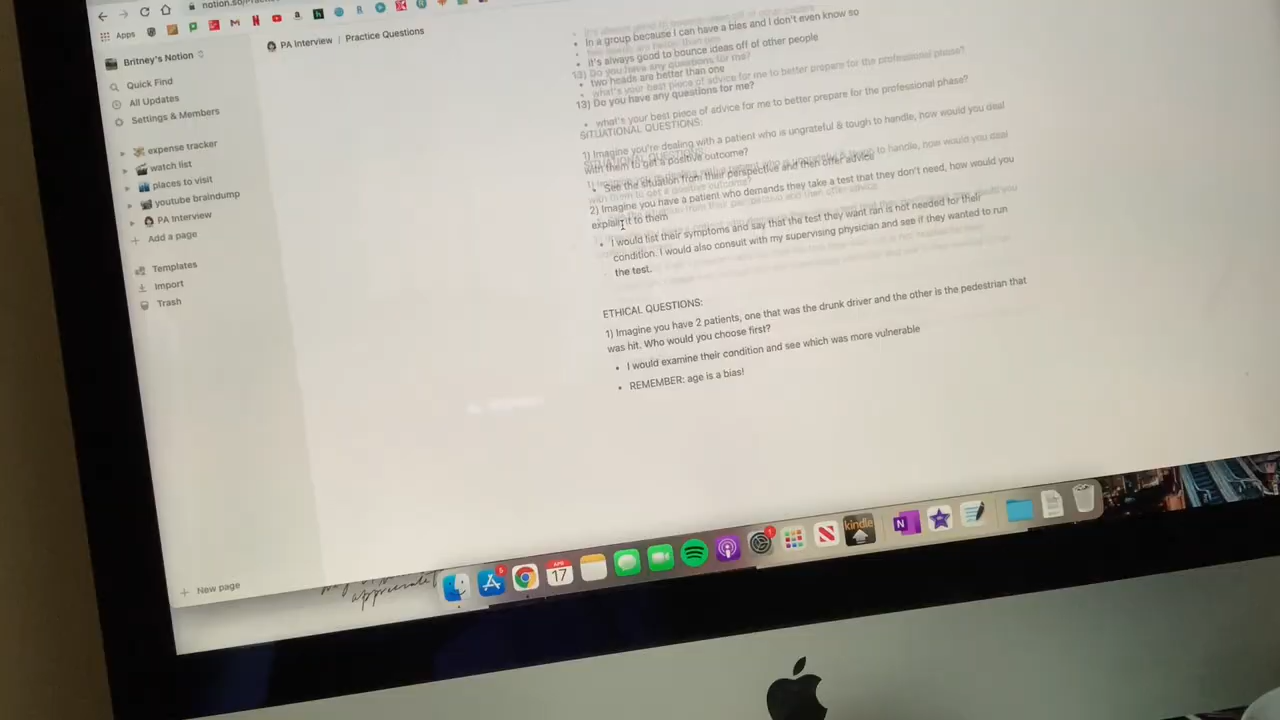 notion.so/
Apps
Britney's Notion
PA Interview | Practice Questions
Quick Find
All Updates
Settings & Members
expense tracker
watch list
places to visit
youtube braindump
PA Interview
Add a page
Templates
Import
Trash
New page
In a group because I can have a bias and I don't even know so
it's always good to bounce ideas off of other people
two heads are better than one
13) Do you have any questions for me?
what's your best piece of advice for me to better prepare for the professional phase?
SITUATIONAL QUESTIONS:
1) Imagine you're dealing with a patient who is ungrateful & tough to handle, how would you deal
with them to get a positive outcome?
See the situation from their perspective and then offer advice
2) Imagine you have a patient who demands they take a test that they don't need, how would you
explain it to them
I would list their symptoms and say that the test they want ran is not needed for their
condition. I would also consult with my supervising physician and see if they wanted to run
the test.
ETHICAL QUESTIONS:
1) Imagine you have 2 patients, one that was the drunk driver and the other is the pedestrian that
was hit. Who would you choose first?
I would examine their condition and see which was more vulnerable
REMEMBER: age is a bias!
appreciate
APR
17
kindle
N